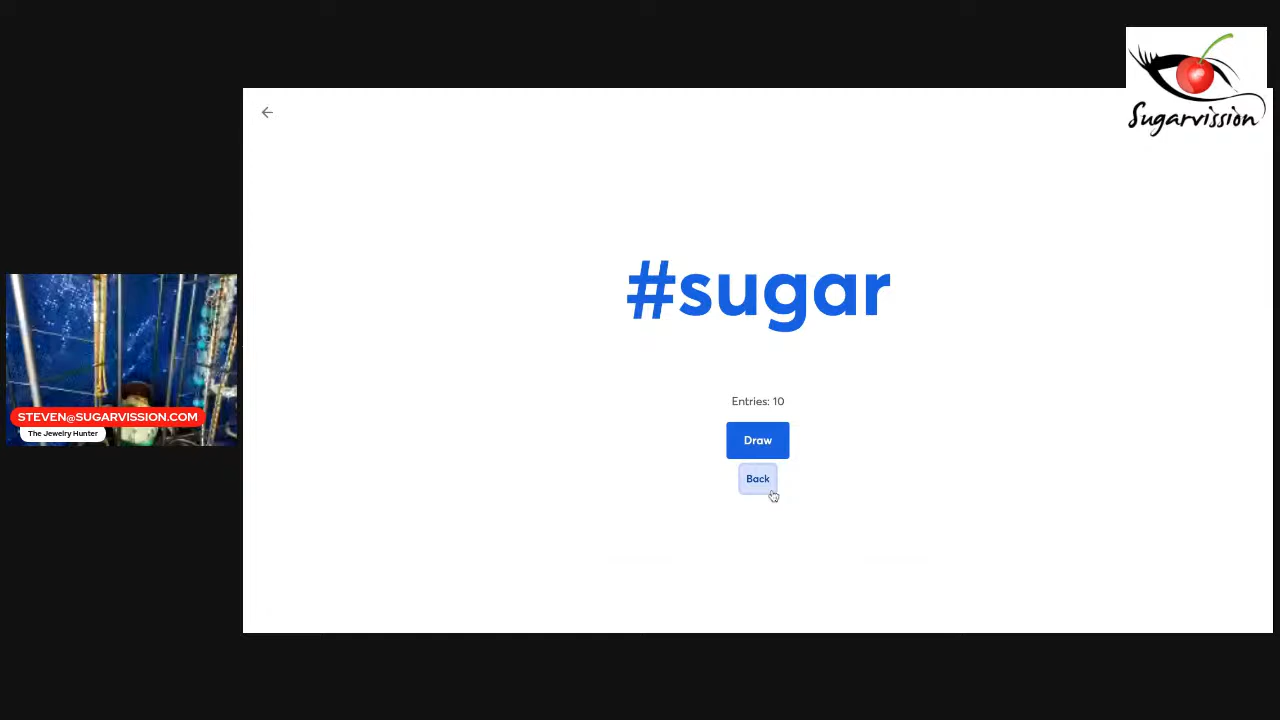 Sugarvission
#sugar
Entries: 10
Draw
Back
STEVEN@SUGARVISSION.COM
The Jewelry Hunter